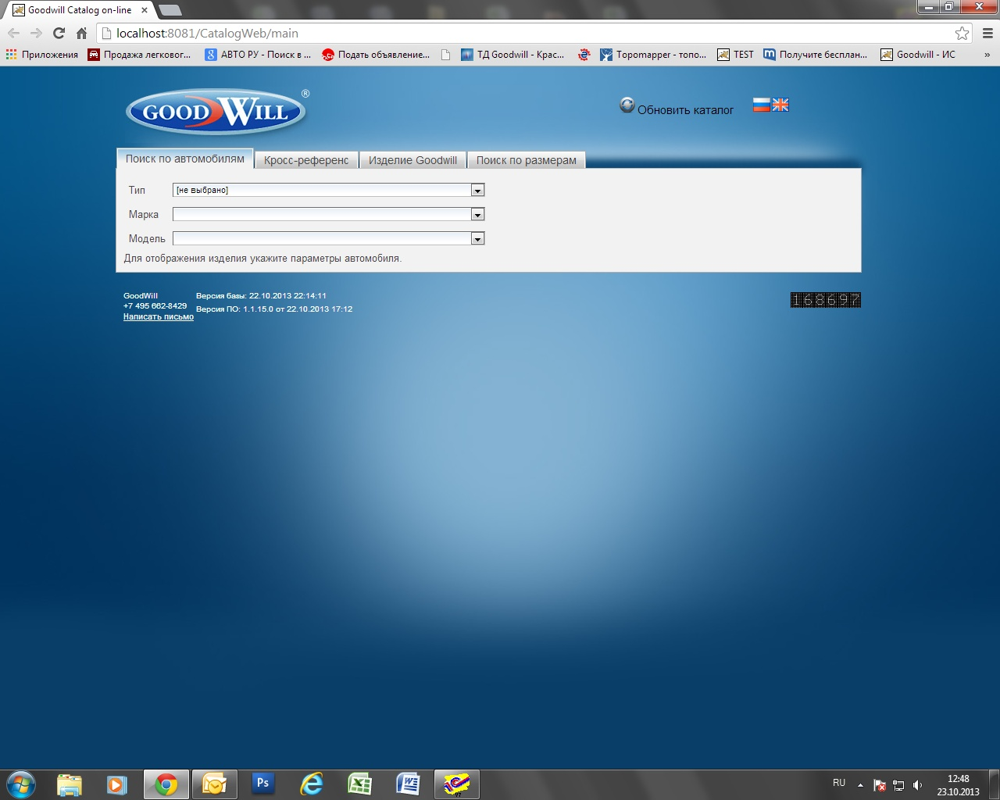 Goodwill Catalog on-line
localhost:8081/CatalogWeb/main
Приложения
Продажа легковог...
АВТО РУ - Поиск в ...
Подать объявление...
ТД Goodwill - Крас...
Topomapper - топо...
TEST
Получите бесплан...
Goodwill - ИС
»
GOODWILL ®
Обновить каталог
Поиск по автомобилям
Кросс-референс
Изделие Goodwill
Поиск по размерам
Тип [не выбрано]
Марка
Модель
Для отображения изделия укажите параметры автомобиля.
GoodWill
+7 495 662-8429
Написать письмо
Версия базы: 22.10.2013 22:14:11
Версия ПО: 1.1.15.0 от 22.10.2013 17:12
168697
Ps
RU
12:48
23.10.2013